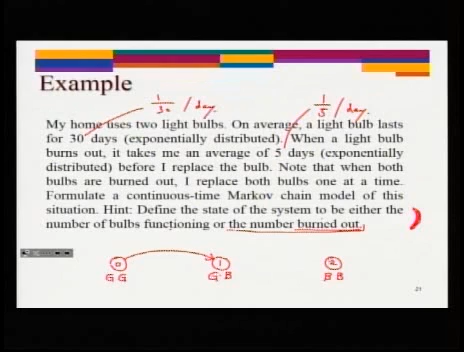 Example
1/30 / day.
1/5 / day.
My home uses two light bulbs. On average, a light bulb lasts
for 30 days (exponentially distributed). When a light bulb
burns out, it takes me an average of 5 days (exponentially
distributed) before I replace the bulb. Note that when both
bulbs are burned out, I replace both bulbs one at a time.
Formulate a continuous-time Markov chain model of this
situation. Hint: Define the state of the system to be either the
number of bulbs functioning or the number burned out.
0 1 2
G G G B B B
21